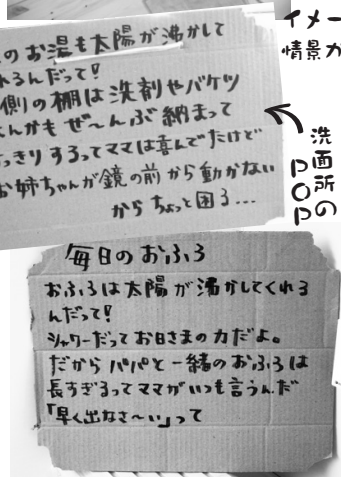 のお湯も太陽が沸かして
れるんだって!
側の棚は洗剤やバケツ
んかもぜ〜んぶ納まって
っきりするってママは喜んでたけど
お姉ちゃんが鏡の前から動かない
からちょっと困る...
イメー
情景が
洗面所の
POP
毎日のおふろ
おふろは太陽が沸かしてくれる
んだって!
シャワーだってお日さまの力だよ。
だからパパと一緒のおふろは
長すぎるってママがいつも言うんだ
「早く出なさ〜い」って